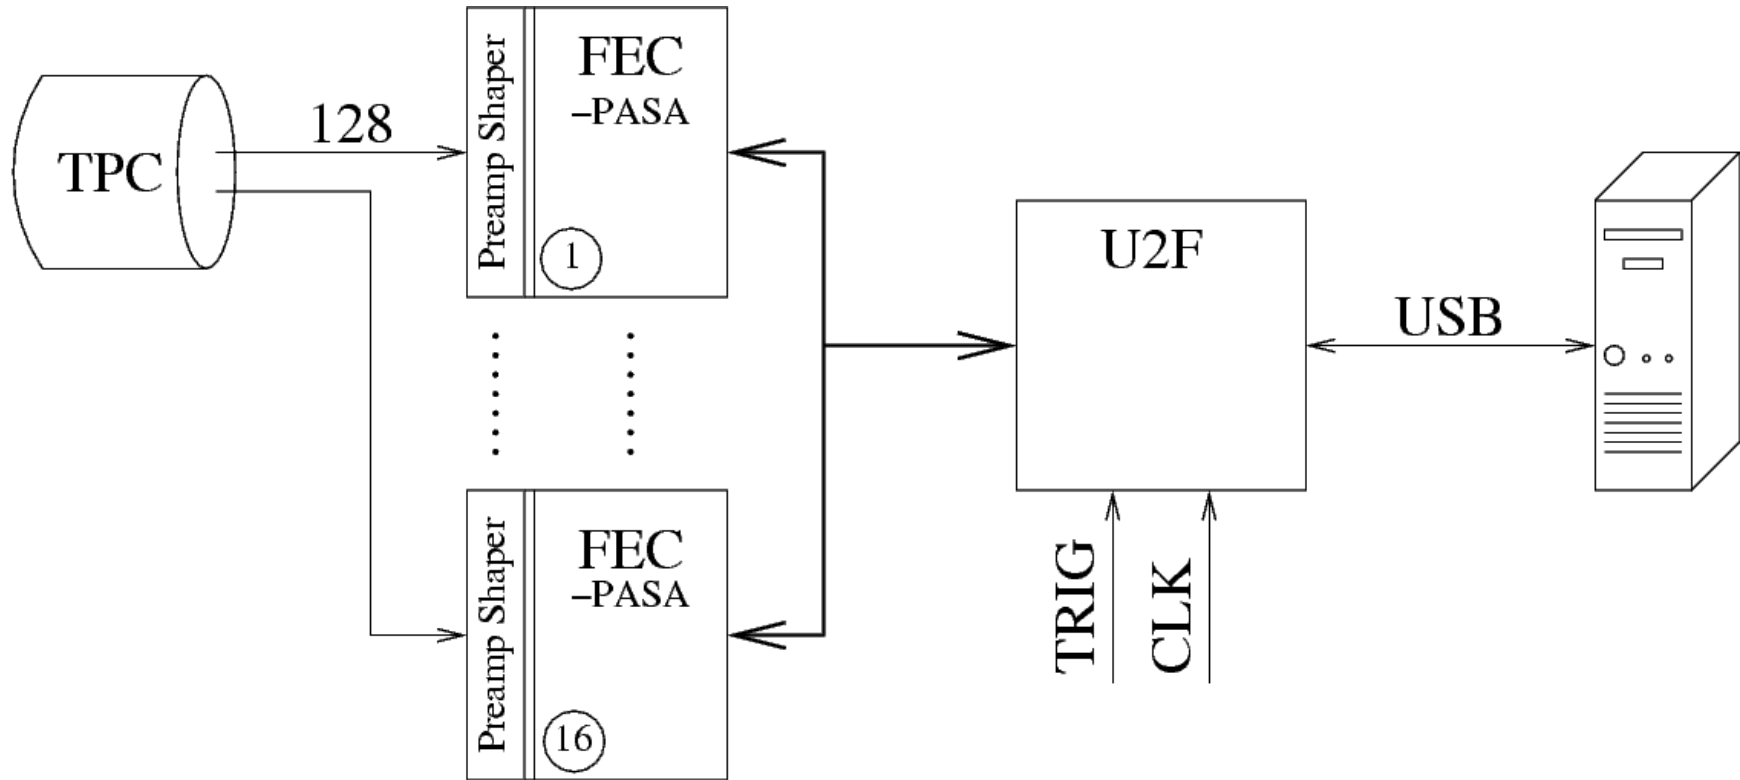 TPC
128
Preamp Shaper
FEC
–PASA
1
Preamp Shaper
FEC
–PASA
16
U2F
TRIG
CLK
USB